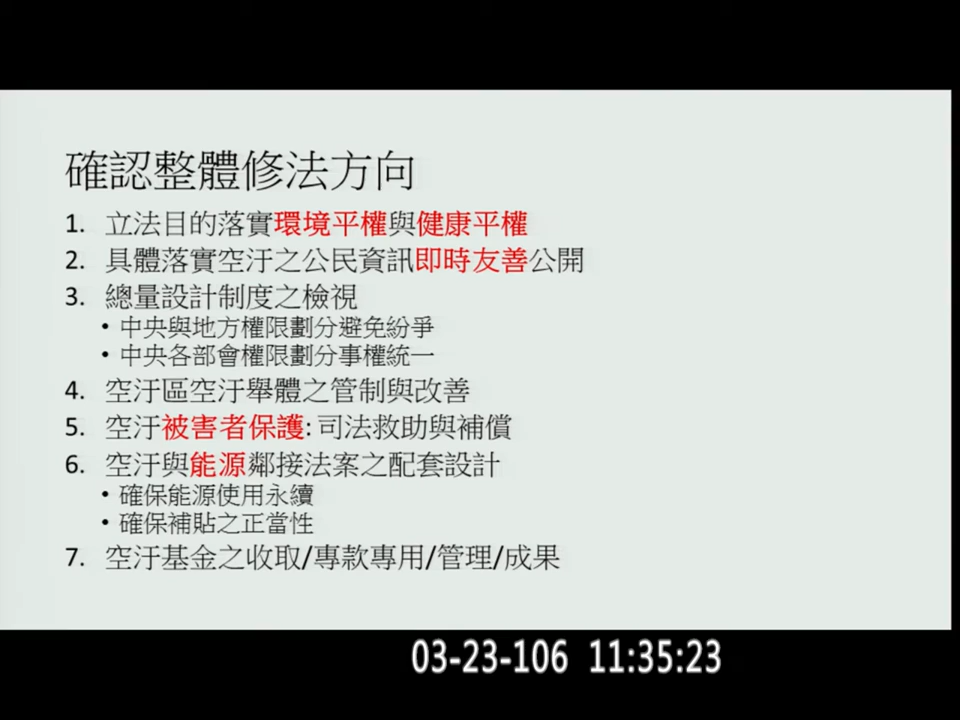 確認整體修法方向
1. 立法目的落實環境平權與健康平權
2. 具體落實空汙之公民資訊即時友善公開
3. 總量設計制度之檢視
• 中央與地方權限劃分避免紛爭
• 中央各部會權限劃分事權統一
4. 空汙區空汙舉體之管制與改善
5. 空汙被害者保護: 司法救助與補償
6. 空汙與能源鄰接法案之配套設計
• 確保能源使用永續
• 確保補貼之正當性
7. 空汙基金之收取/專款專用/管理/成果
03-23-106 11:35:23